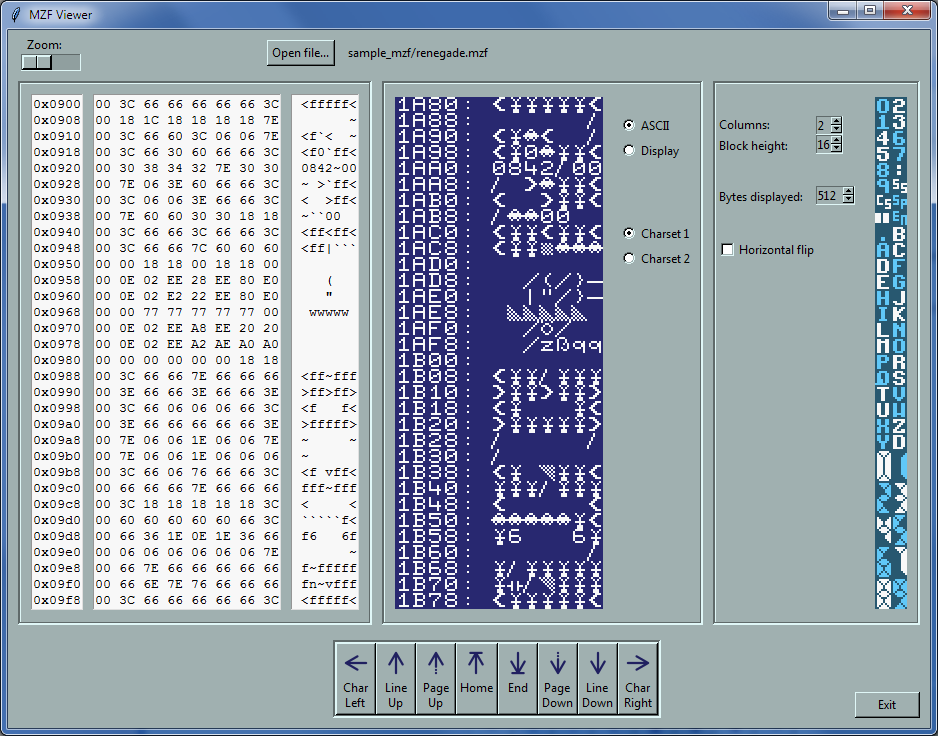 MZF Viewer
Zoom:
Open file... sample_mzf/renegade.mzf
0x0900 00 3C 66 66 66 66 66 3C <fffff<
0x0908 00 18 1C 18 18 18 18 7E ~
0x0910 00 3C 66 60 3C 06 06 7E <f`< ~
0x0918 00 3C 66 30 60 66 66 3C <f0`ff<
0x0920 00 30 38 34 32 7E 30 30 0842~00
0x0928 00 7E 06 3E 60 66 66 3C ~ >`ff<
0x0930 00 3C 06 06 3E 66 66 3C < >ff<
0x0938 00 7E 60 60 30 30 18 18 ~``00
0x0940 00 3C 66 66 3C 66 66 3C <ff<ff<
0x0948 00 3C 66 66 7C 60 60 60 <ff|```
0x0950 00 00 18 18 00 18 18 00
0x0958 00 0E 02 EE 28 EE 80 E0 (
0x0960 00 0E 02 E2 22 EE 80 E0 "
0x0968 00 00 77 77 77 77 77 00 wwwww
0x0970 00 0E 02 EE A8 EE 20 20
0x0978 00 0E 02 EE A2 AE A0 A0
0x0980 00 00 00 00 00 00 18 18
0x0988 00 3C 66 66 7E 66 66 66 <ff~fff
0x0990 00 3E 66 66 3E 66 66 3E >ff>ff>
0x0998 00 3C 66 06 06 06 66 3C <f f<
0x09a0 00 3E 66 66 66 66 66 3E >fffff>
0x09a8 00 7E 06 06 1E 06 06 7E ~ ~
0x09b0 00 7E 06 06 1E 06 06 06 ~
0x09b8 00 3C 66 06 76 66 66 3C <f vff<
0x09c0 00 66 66 66 7E 66 66 66 fff~fff
0x09c8 00 3C 18 18 18 18 18 3C < <
0x09d0 00 60 60 60 60 60 66 3C `````f<
0x09d8 00 66 36 1E 0E 1E 36 66 f6 6f
0x09e0 00 06 06 06 06 06 06 7E ~
0x09e8 00 66 7E 66 66 66 66 66 f~fffff
0x09f0 00 66 6E 7E 76 66 66 66 fn~vfff
0x09f8 00 3C 66 66 66 66 66 3C <fffff<
1A80: <¥¥¥¥¥<
1A88: /
1A90:
1A98:
1AA0: 0842/00
1AA8:
1AB0: < >¥¥<
1AB8:
1AC0: <¥¥<¥¥<
1AC8:
1AD0:
1AD8:
1AE0:
1AE8:
1AF0:
1AF8:
1B00:
1B08: <¥¥/¥¥¥
1B10: >¥¥>¥¥>
1B18: <¥ ¥<
1B20: >¥¥¥¥¥>
1B28: / /
1B30: /
1B38:
1B40: ¥¥¥/¥¥¥
1B48: < <
1B50:
1B58: ¥6 6¥
1B60: /
1B68: ¥/¥¥¥¥¥
1B70:
1B78: <¥¥¥¥¥<
ASCII
Display
Charset 1
Charset 2
Columns: 2
Block height: 16
Bytes displayed: 512
Horizontal flip
0 2
1 3
4 6
5 7
8 :
9
B
A C
D F
E G
H J
I K
L N
M O
P R
Q S
T V
U W
X Z
Y
Char Left
Line Up
Page Up
Home
End
Page Down
Line Down
Char Right
Exit